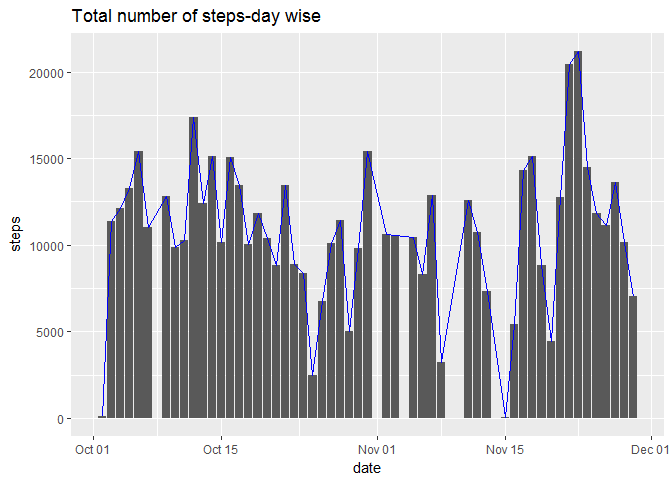 Total number of steps-day wise
20000
15000
10000
5000
0
steps
Oct 01 Oct 15 Nov 01 Nov 15 Dec 01
date